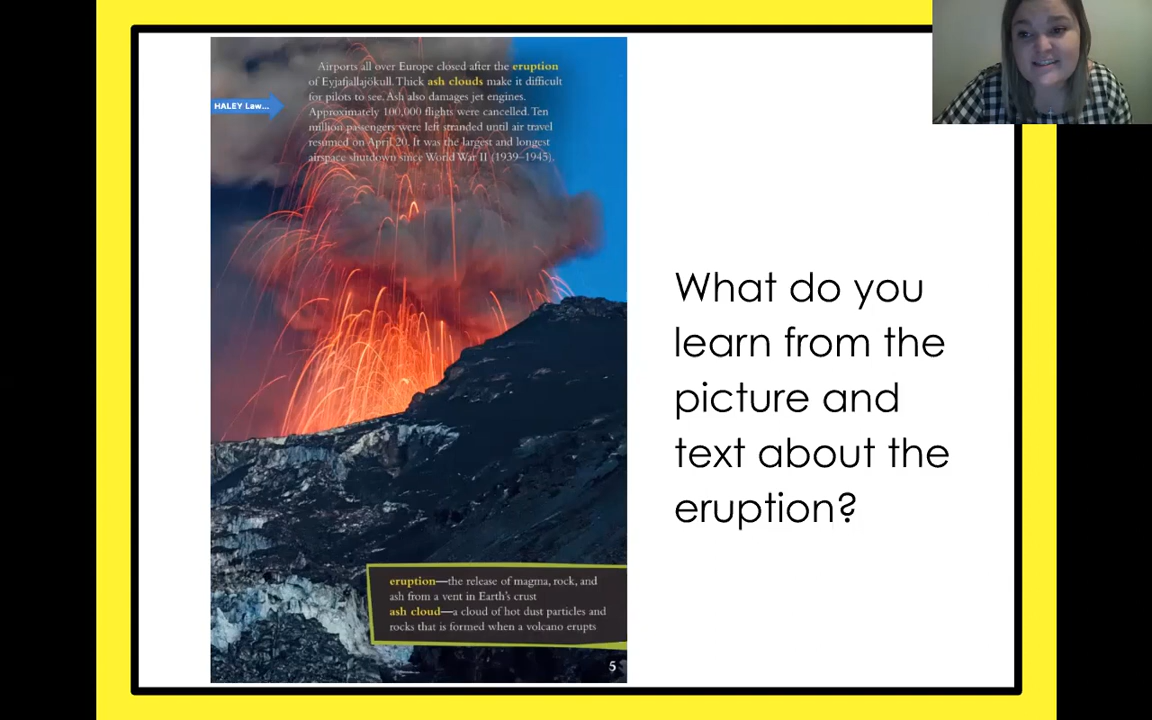 Airports all over Europe closed after the eruption
of Eyjafjallajökull. Thick ash clouds make it difficult
for pilots to see. Ash also damages jet engines.
Approximately 100,000 flights were cancelled. Ten
million passengers were left stranded until air travel
resumed on April 20. It was the largest and longest
airspace shutdown since World War II (1939–1945).
HALEY Law...
What do you
learn from the
picture and
text about the
eruption?
eruption—the release of magma, rock, and
ash from a vent in Earth's crust
ash cloud—a cloud of hot dust particles and
rocks that is formed when a volcano erupts
5